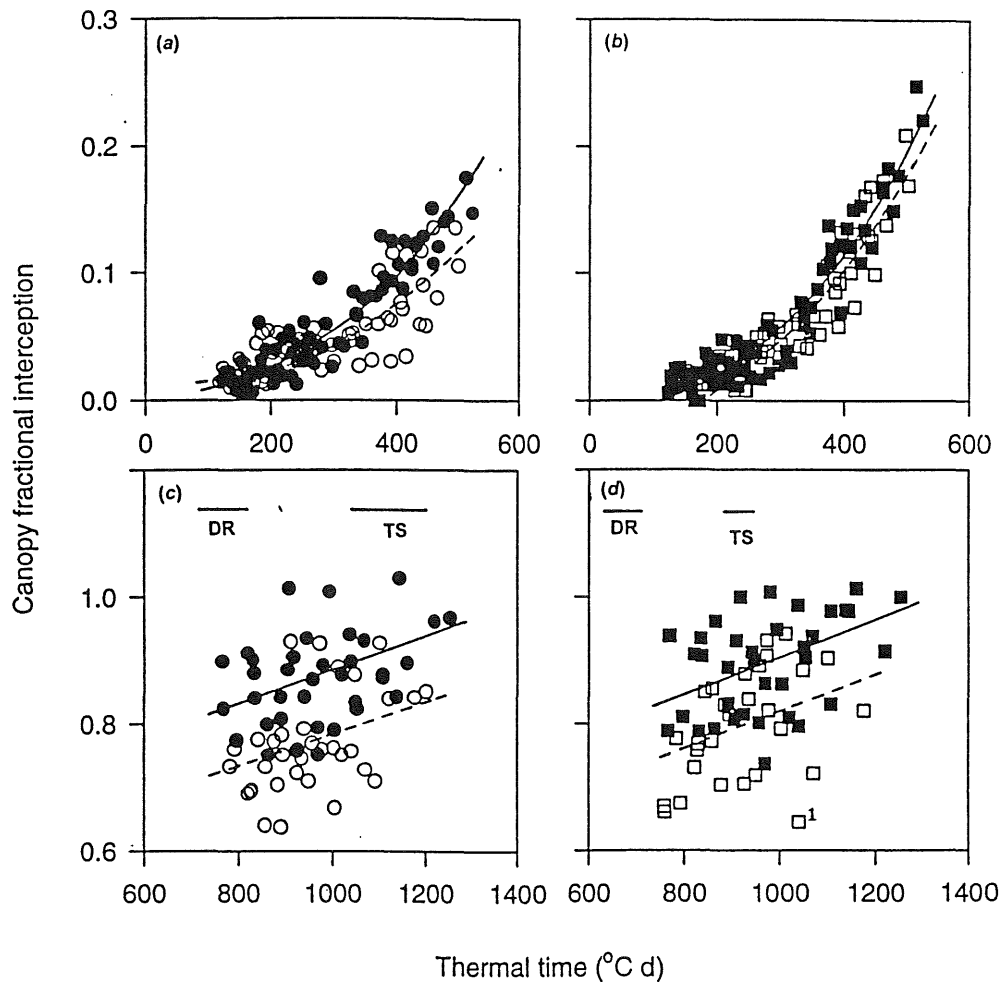 Canopy fractional interception
0.3
0.2
0.1
0.0
(a)
0 200 400 600
(b)
0 200 400 600
1.0
0.8
0.6
(c)
DR
TS
600 800 1000 1200 1400
(d)
DR
TS
1
600 800 1000 1200 1400
Thermal time (°C d)